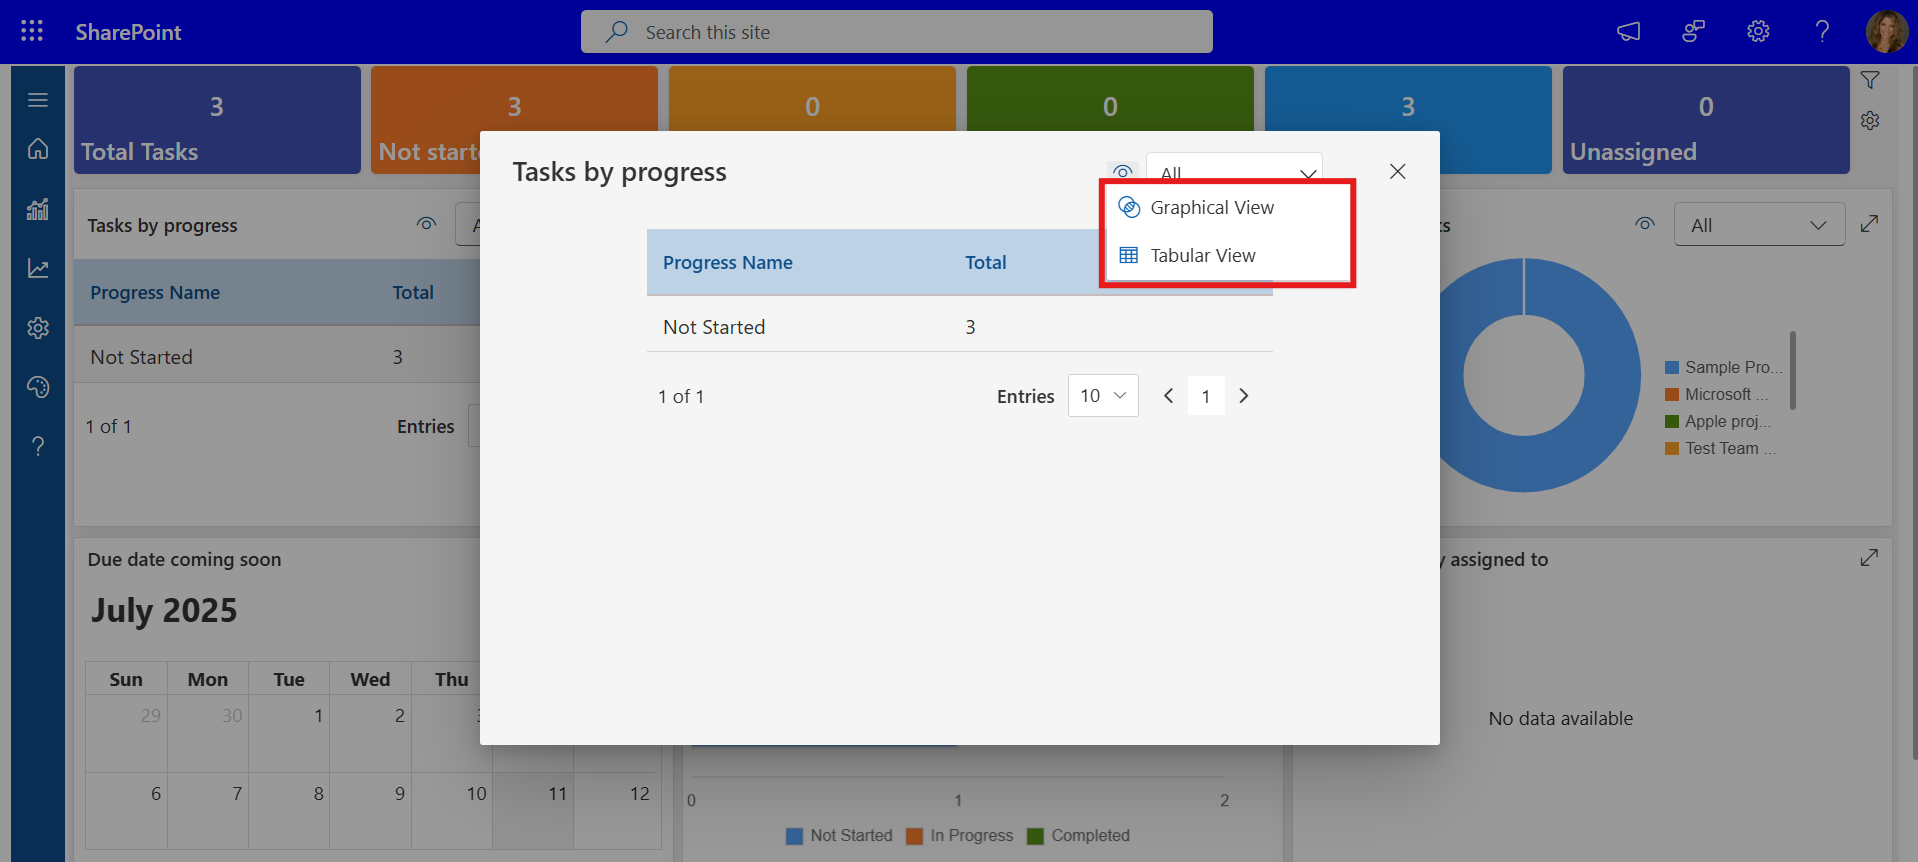 SharePoint
Search this site
3
Total Tasks
3
Not start
0
0
3
0
Unassigned
Tasks by progress
All
Graphical View
Tabular View
Progress Name Total
Not Started 3
1 of 1 Entries 10 1
Tasks by progress
Progress Name Total
Not Started 3
1 of 1 Entries
All
Sample Pro...
Microsoft ...
Apple proj...
Test Team ...
Due date coming soon
July 2025
Sun Mon Tue Wed Thu
29 30 1 2
6 7 8 9 10 11 12
0 1 2
Not Started In Progress Completed
assigned to
No data available